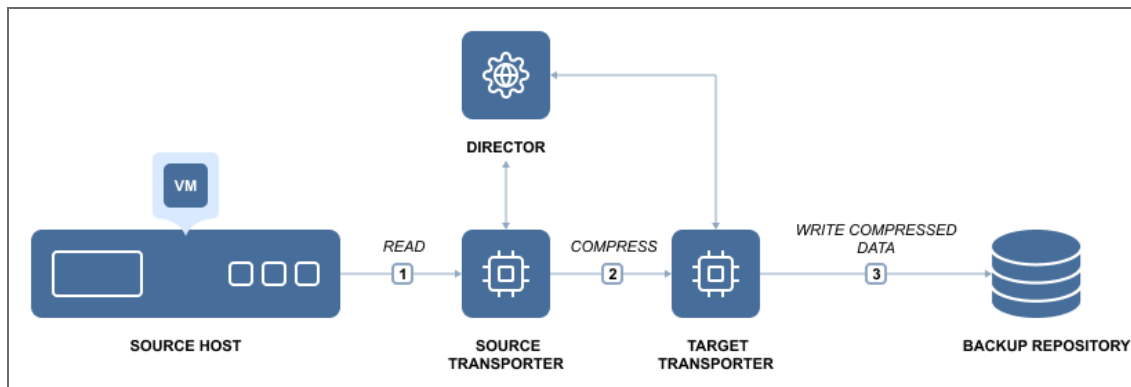 DIRECTOR
VM
READ
1
COMPRESS
2
WRITE COMPRESSED
DATA
3
SOURCE HOST
SOURCE
TRANSPORTER
TARGET
TRANSPORTER
BACKUP REPOSITORY